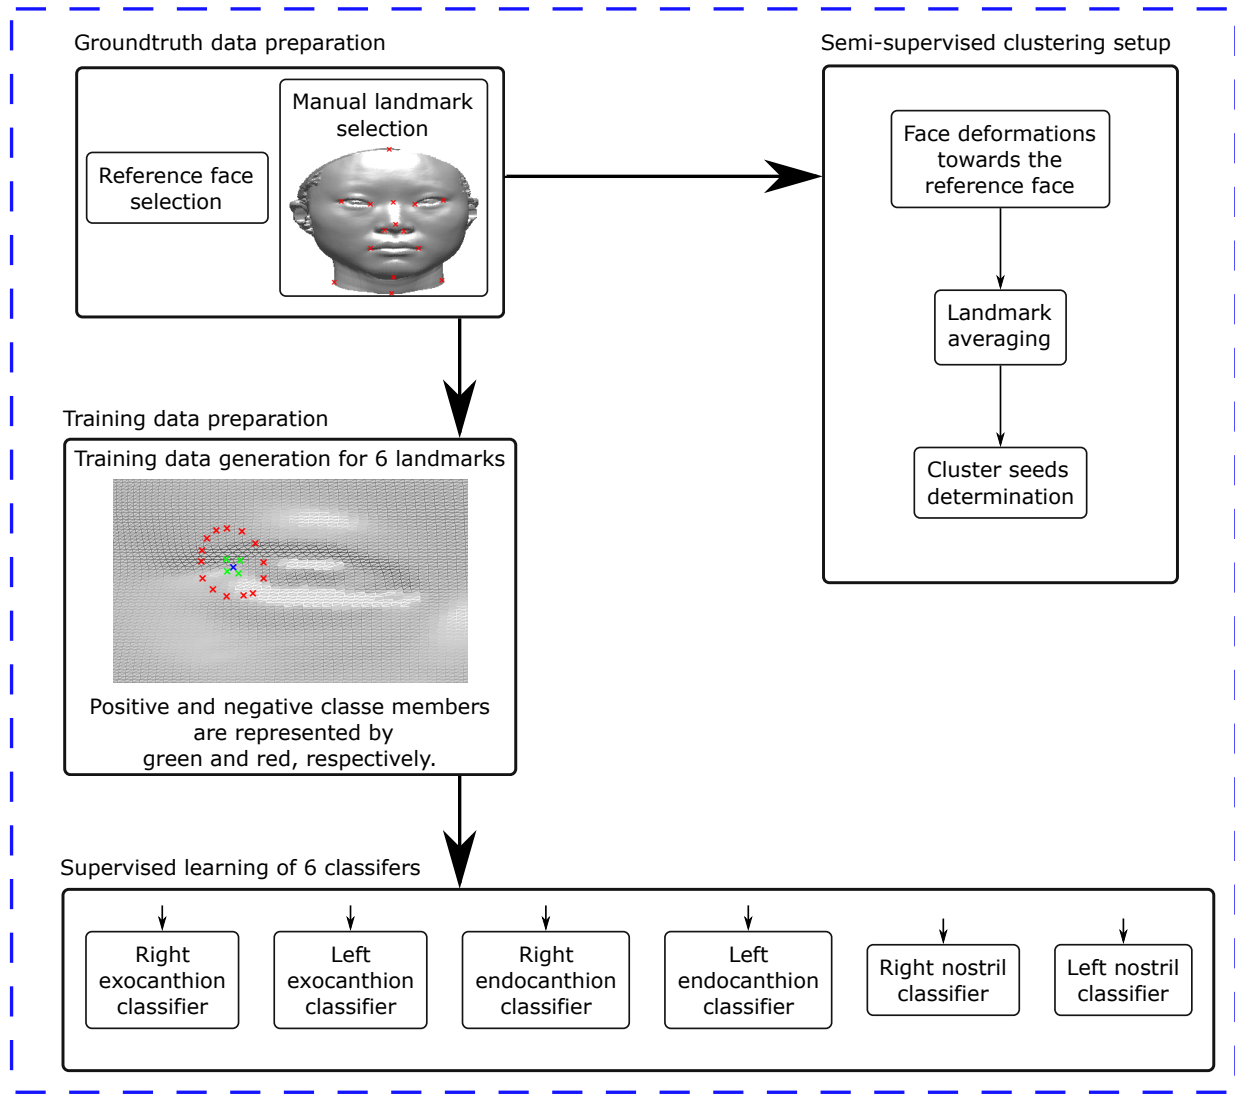 Groundtruth data preparation
Reference face
selection
Manual landmark
selection
Semi-supervised clustering setup
Face deformations
towards the
reference face
Landmark
averaging
Cluster seeds
determination
Training data preparation
Training data generation for 6 landmarks
Positive and negative classe members
are represented by
green and red, respectively.
Supervised learning of 6 classifers
Right
exocanthion
classifier
Left
exocanthion
classifier
Right
endocanthion
classifier
Left
endocanthion
classifier
Right nostril
classifier
Left nostril
classifier